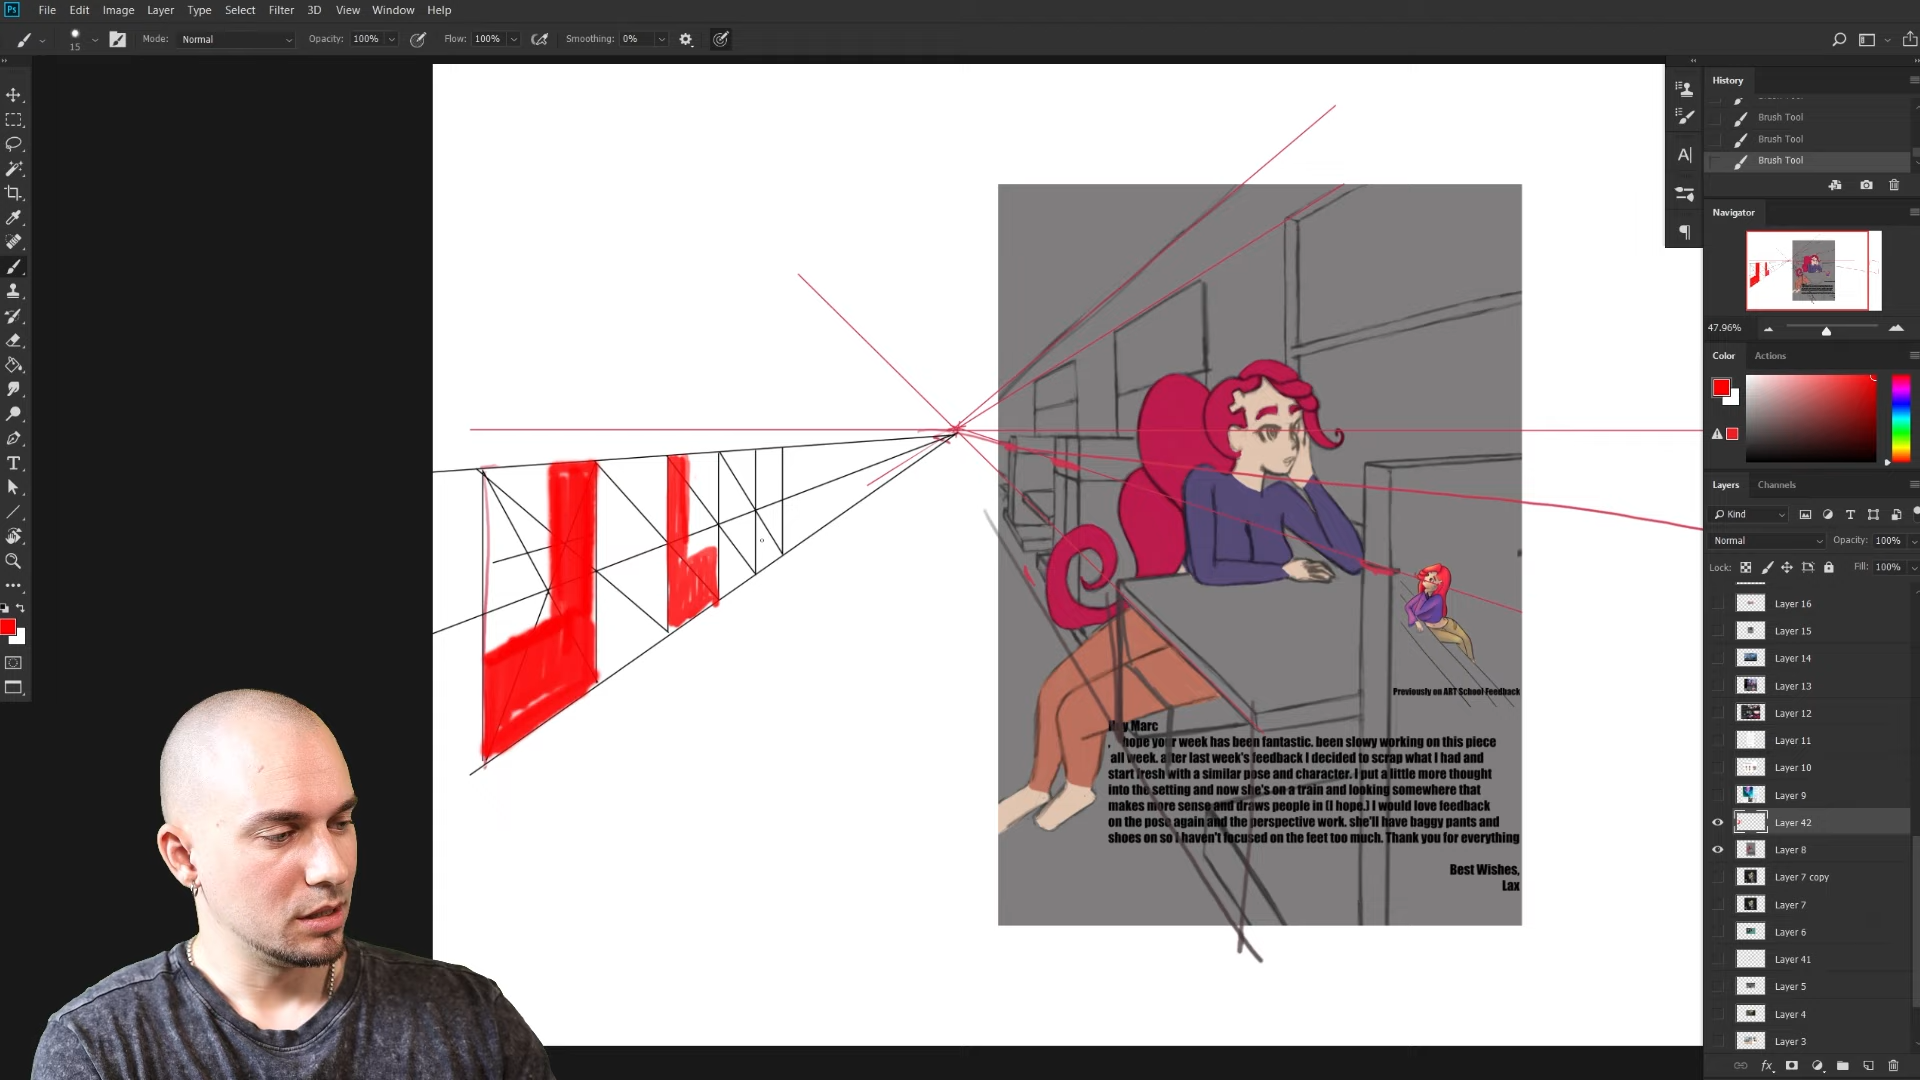 Ps File Edit Image Layer Type Select Filter 3D View Window Help
15 Mode: Normal Opacity: 100% Flow: 100% Smoothing: 0%
History
Brush Tool
Brush Tool
Brush Tool
Navigator
47.96%
Color Actions
Layers Channels
Kind
Normal Opacity: 100%
Lock: Fill: 100%
Layer 16
Layer 15
Layer 14
Layer 13
Layer 12
Layer 11
Layer 10
Layer 9
Layer 42
Layer 8
Layer 7 copy
Layer 7
Layer 6
Layer 41
Layer 5
Layer 4
Layer 3
Previously on ART School Feedback
Hey Marc
, hope your week has been fantastic. been slowy working on this piece
all week. after last week's feedback I decided to scrap what I had and
start fresh with a similar pose and character. I put a little more thought
into the setting and now she's on a train and looking somewhere that
makes more sense and draws people in (I hope.) I would love feedback
on the pose again and the perspective work. she'll have baggy pants and
shoes on so I haven't focused on the feet too much. Thank you for everything
Best Wishes,
Lax